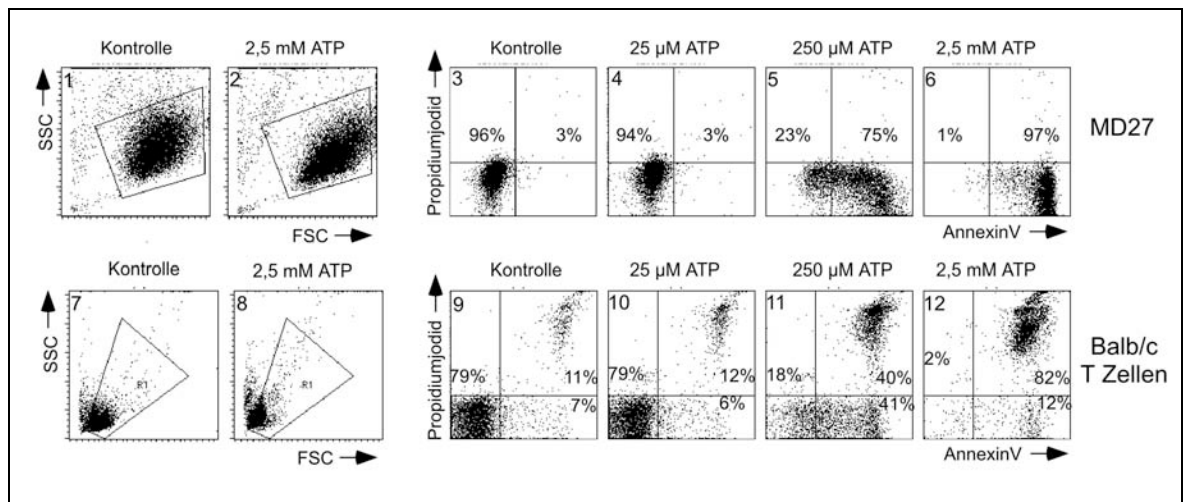 Kontrolle 2,5 mM ATP Kontrolle 25 µM ATP 250 µM ATP 2,5 mM ATP
1 2 3 4 5 6
SSC
Propidiumjodid
96% 3% 94% 3% 23% 75% 1% 97%
MD27
FSC
AnnexinV
Kontrolle 2,5 mM ATP Kontrolle 25 µM ATP 250 µM ATP 2,5 mM ATP
7 8 9 10 11 12
SSC
R1 R1
Propidiumjodid
79% 11% 79% 12% 18% 40% 2% 82%
7% 6% 41% 12%
Balb/c
T Zellen
FSC
AnnexinV